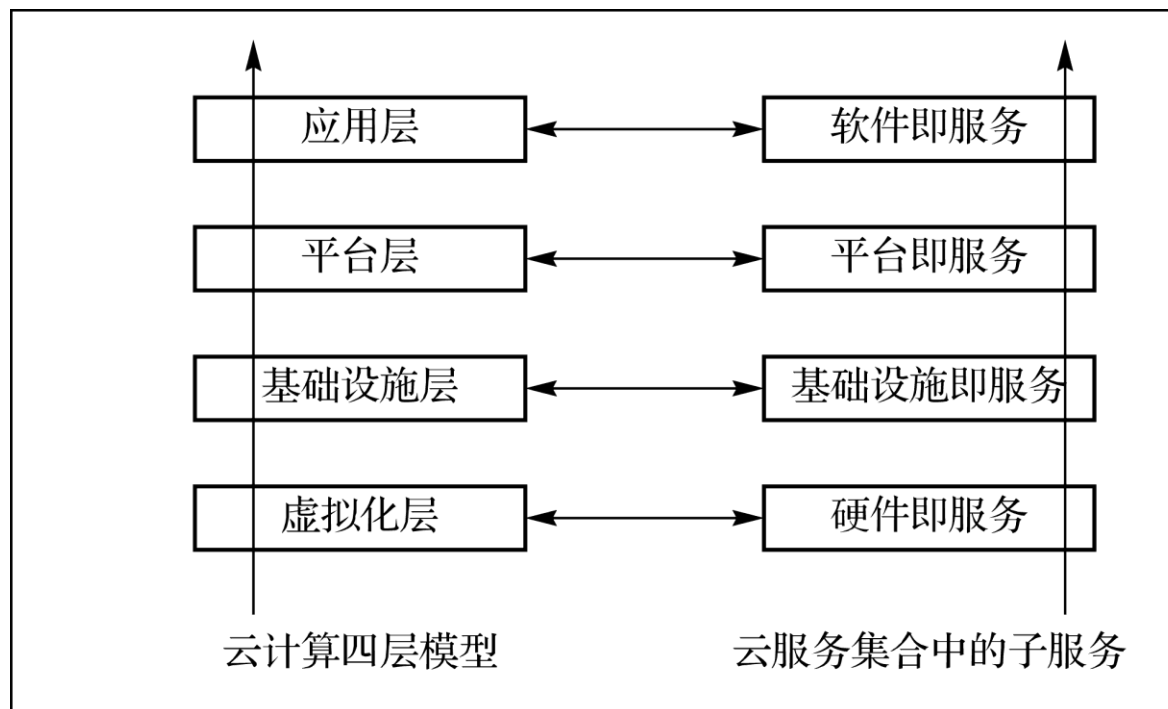 应用层
软件即服务
平台层
平台即服务
基础设施层
基础设施即服务
虚拟化层
硬件即服务
云计算四层模型
云服务集合中的子服务